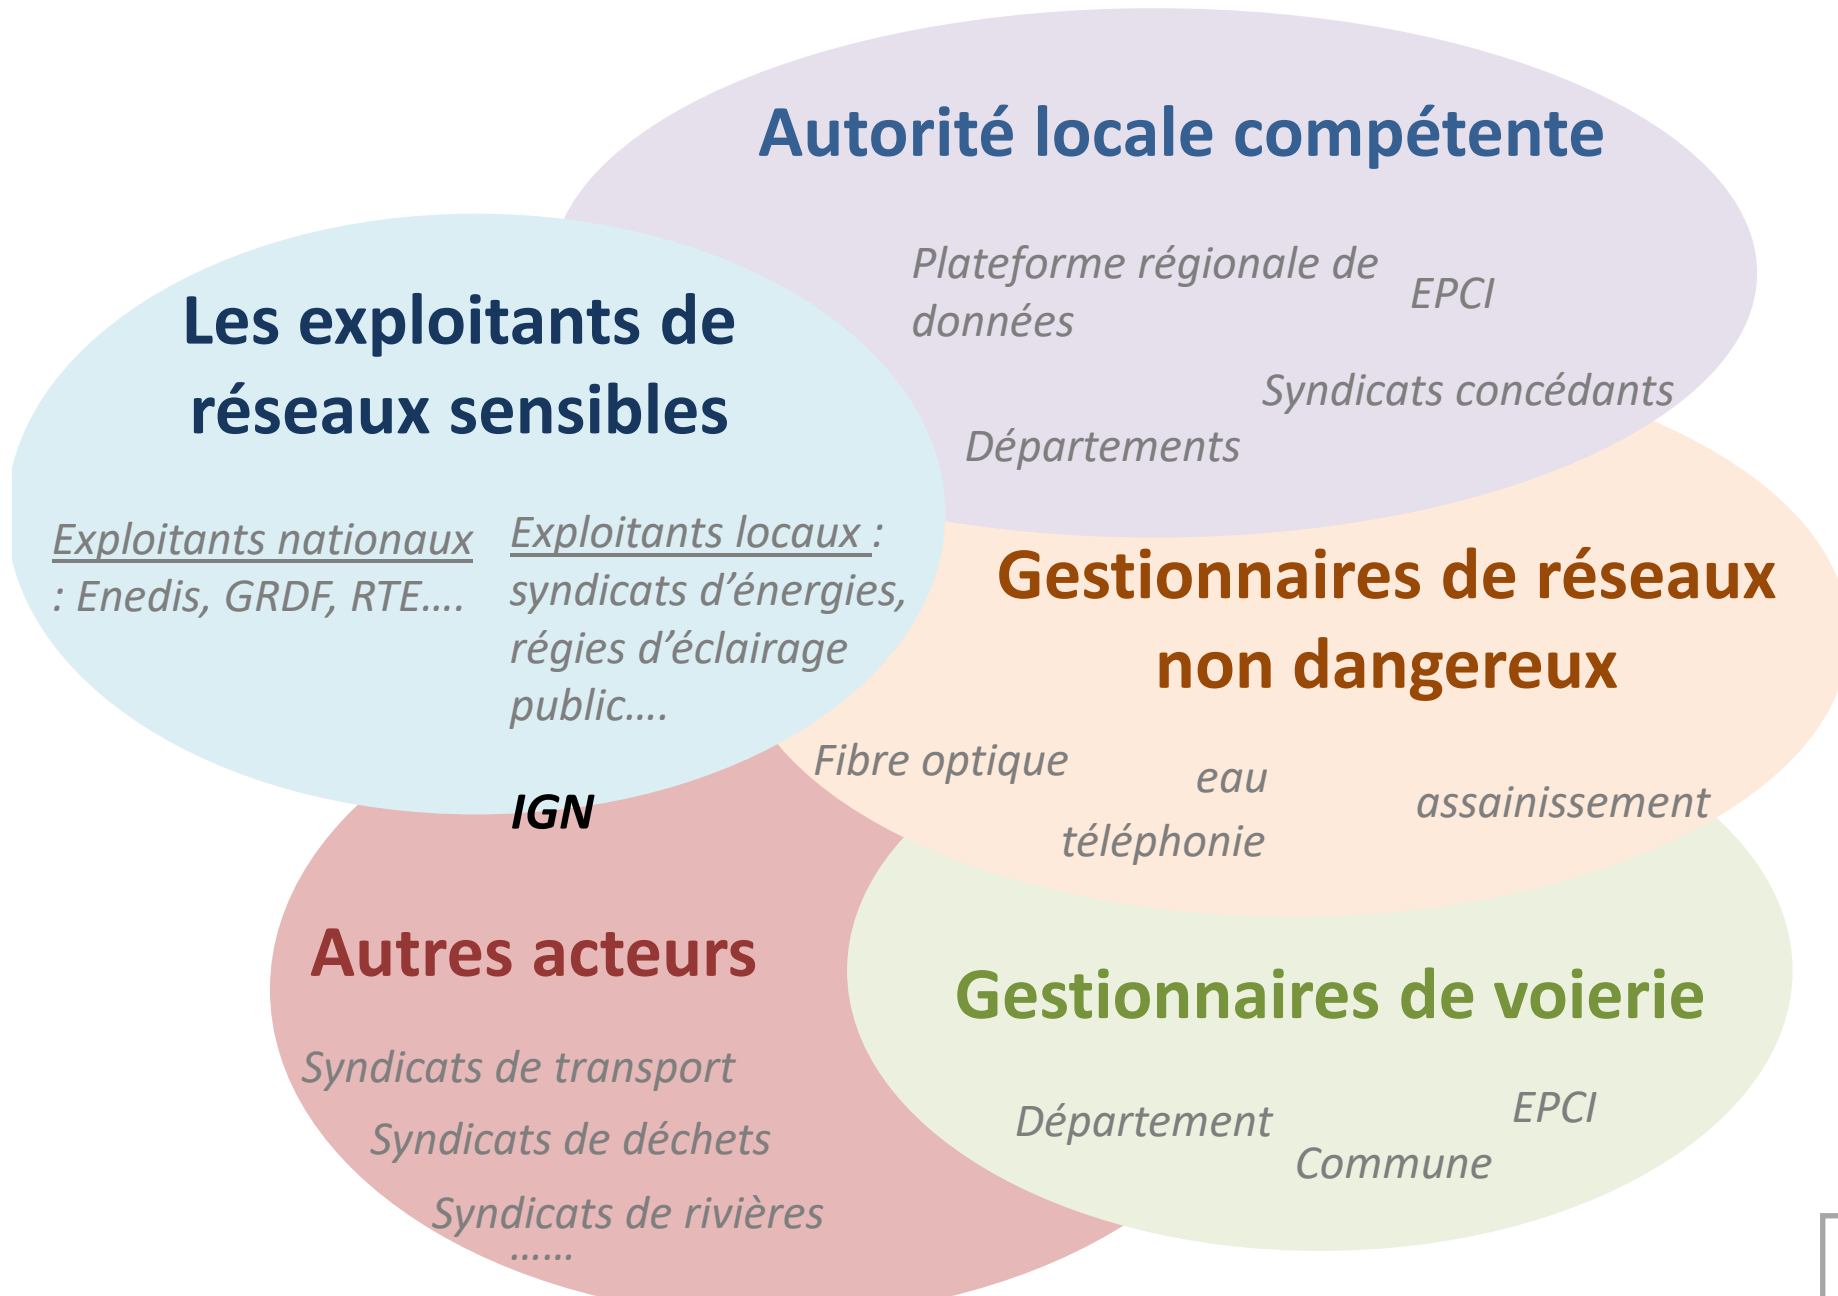 Autorité locale compétente
Plateforme régionale de
données
EPCI
Syndicats concédants
Départements
Les exploitants de
réseaux sensibles
Exploitants nationaux
: Enedis, GRDF, RTE....
Exploitants locaux :
syndicats d’énergies,
régies d’éclairage
public....
Gestionnaires de réseaux
non dangereux
Fibre optique
eau
téléphonie
assainissement
IGN
Autres acteurs
Syndicats de transport
Syndicats de déchets
Syndicats de rivières
......
Gestionnaires de voierie
Département
EPCI
Commune